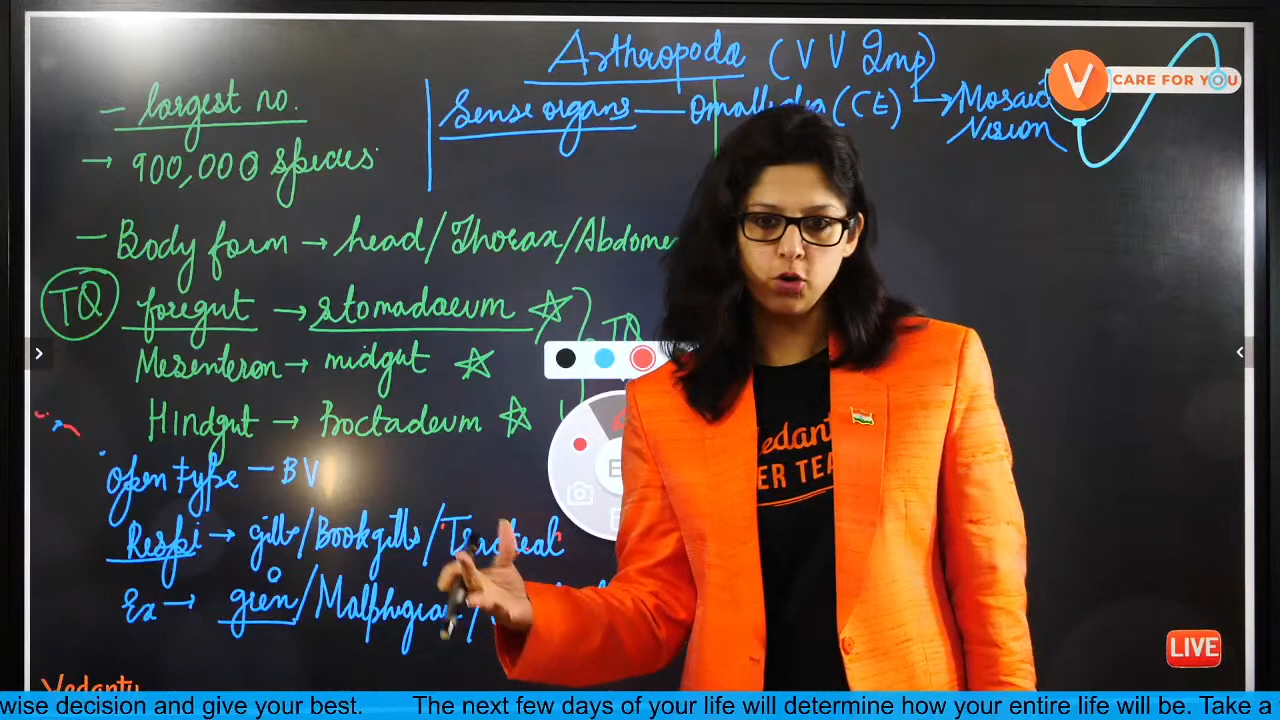 Arthropoda (V V Imp)
- largest no.
→ 900,000 species
Sense organs — Ommatidia (CE) → Mosaic
Vision
CARE FOR YOU
- Body form → head/Thorax/Abdomen
TQ
foregut → stomadaeum
TQ
Mesenteron → midgut
Hindgut → Proctadeum
open type — BV
Respi → gills/Bookgills/Tracheal
Ex → green/Malphigian/
Vedantu
LIVE
wise decision and give your best. The next few days of your life will determine how your entire life will be. Take a